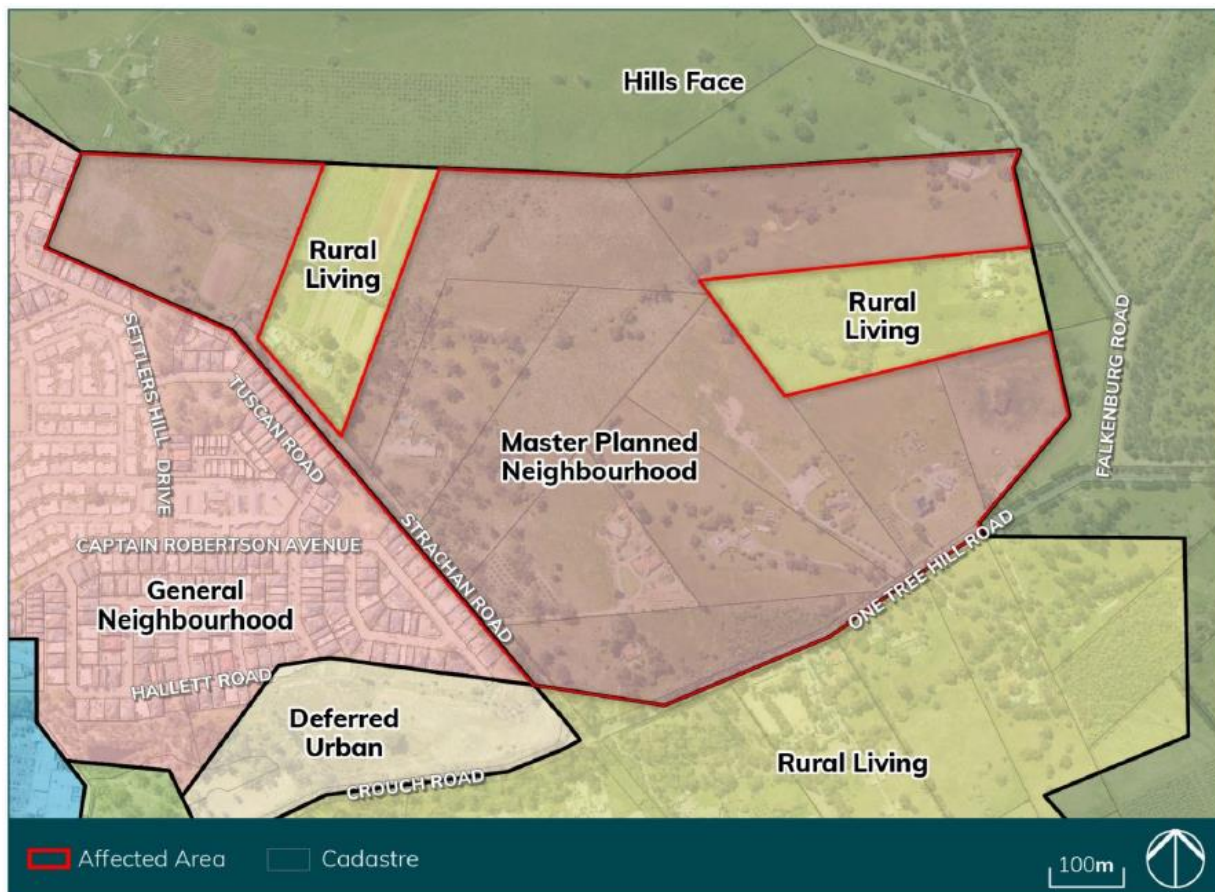 Hills Face
Rural
Living
Rural
Living
FALKENBURG ROAD
SETTLERS HILL DRIVE
TUSCAN ROAD
Master Planned
Neighbourhood
STRACHAN ROAD
CAPTAIN ROBERTSON AVENUE
ONE TREE HILL ROAD
General
Neighbourhood
HALLETT ROAD
Deferred
Urban
Rural Living
CROUCH ROAD
Affected Area
Cadastre
100m